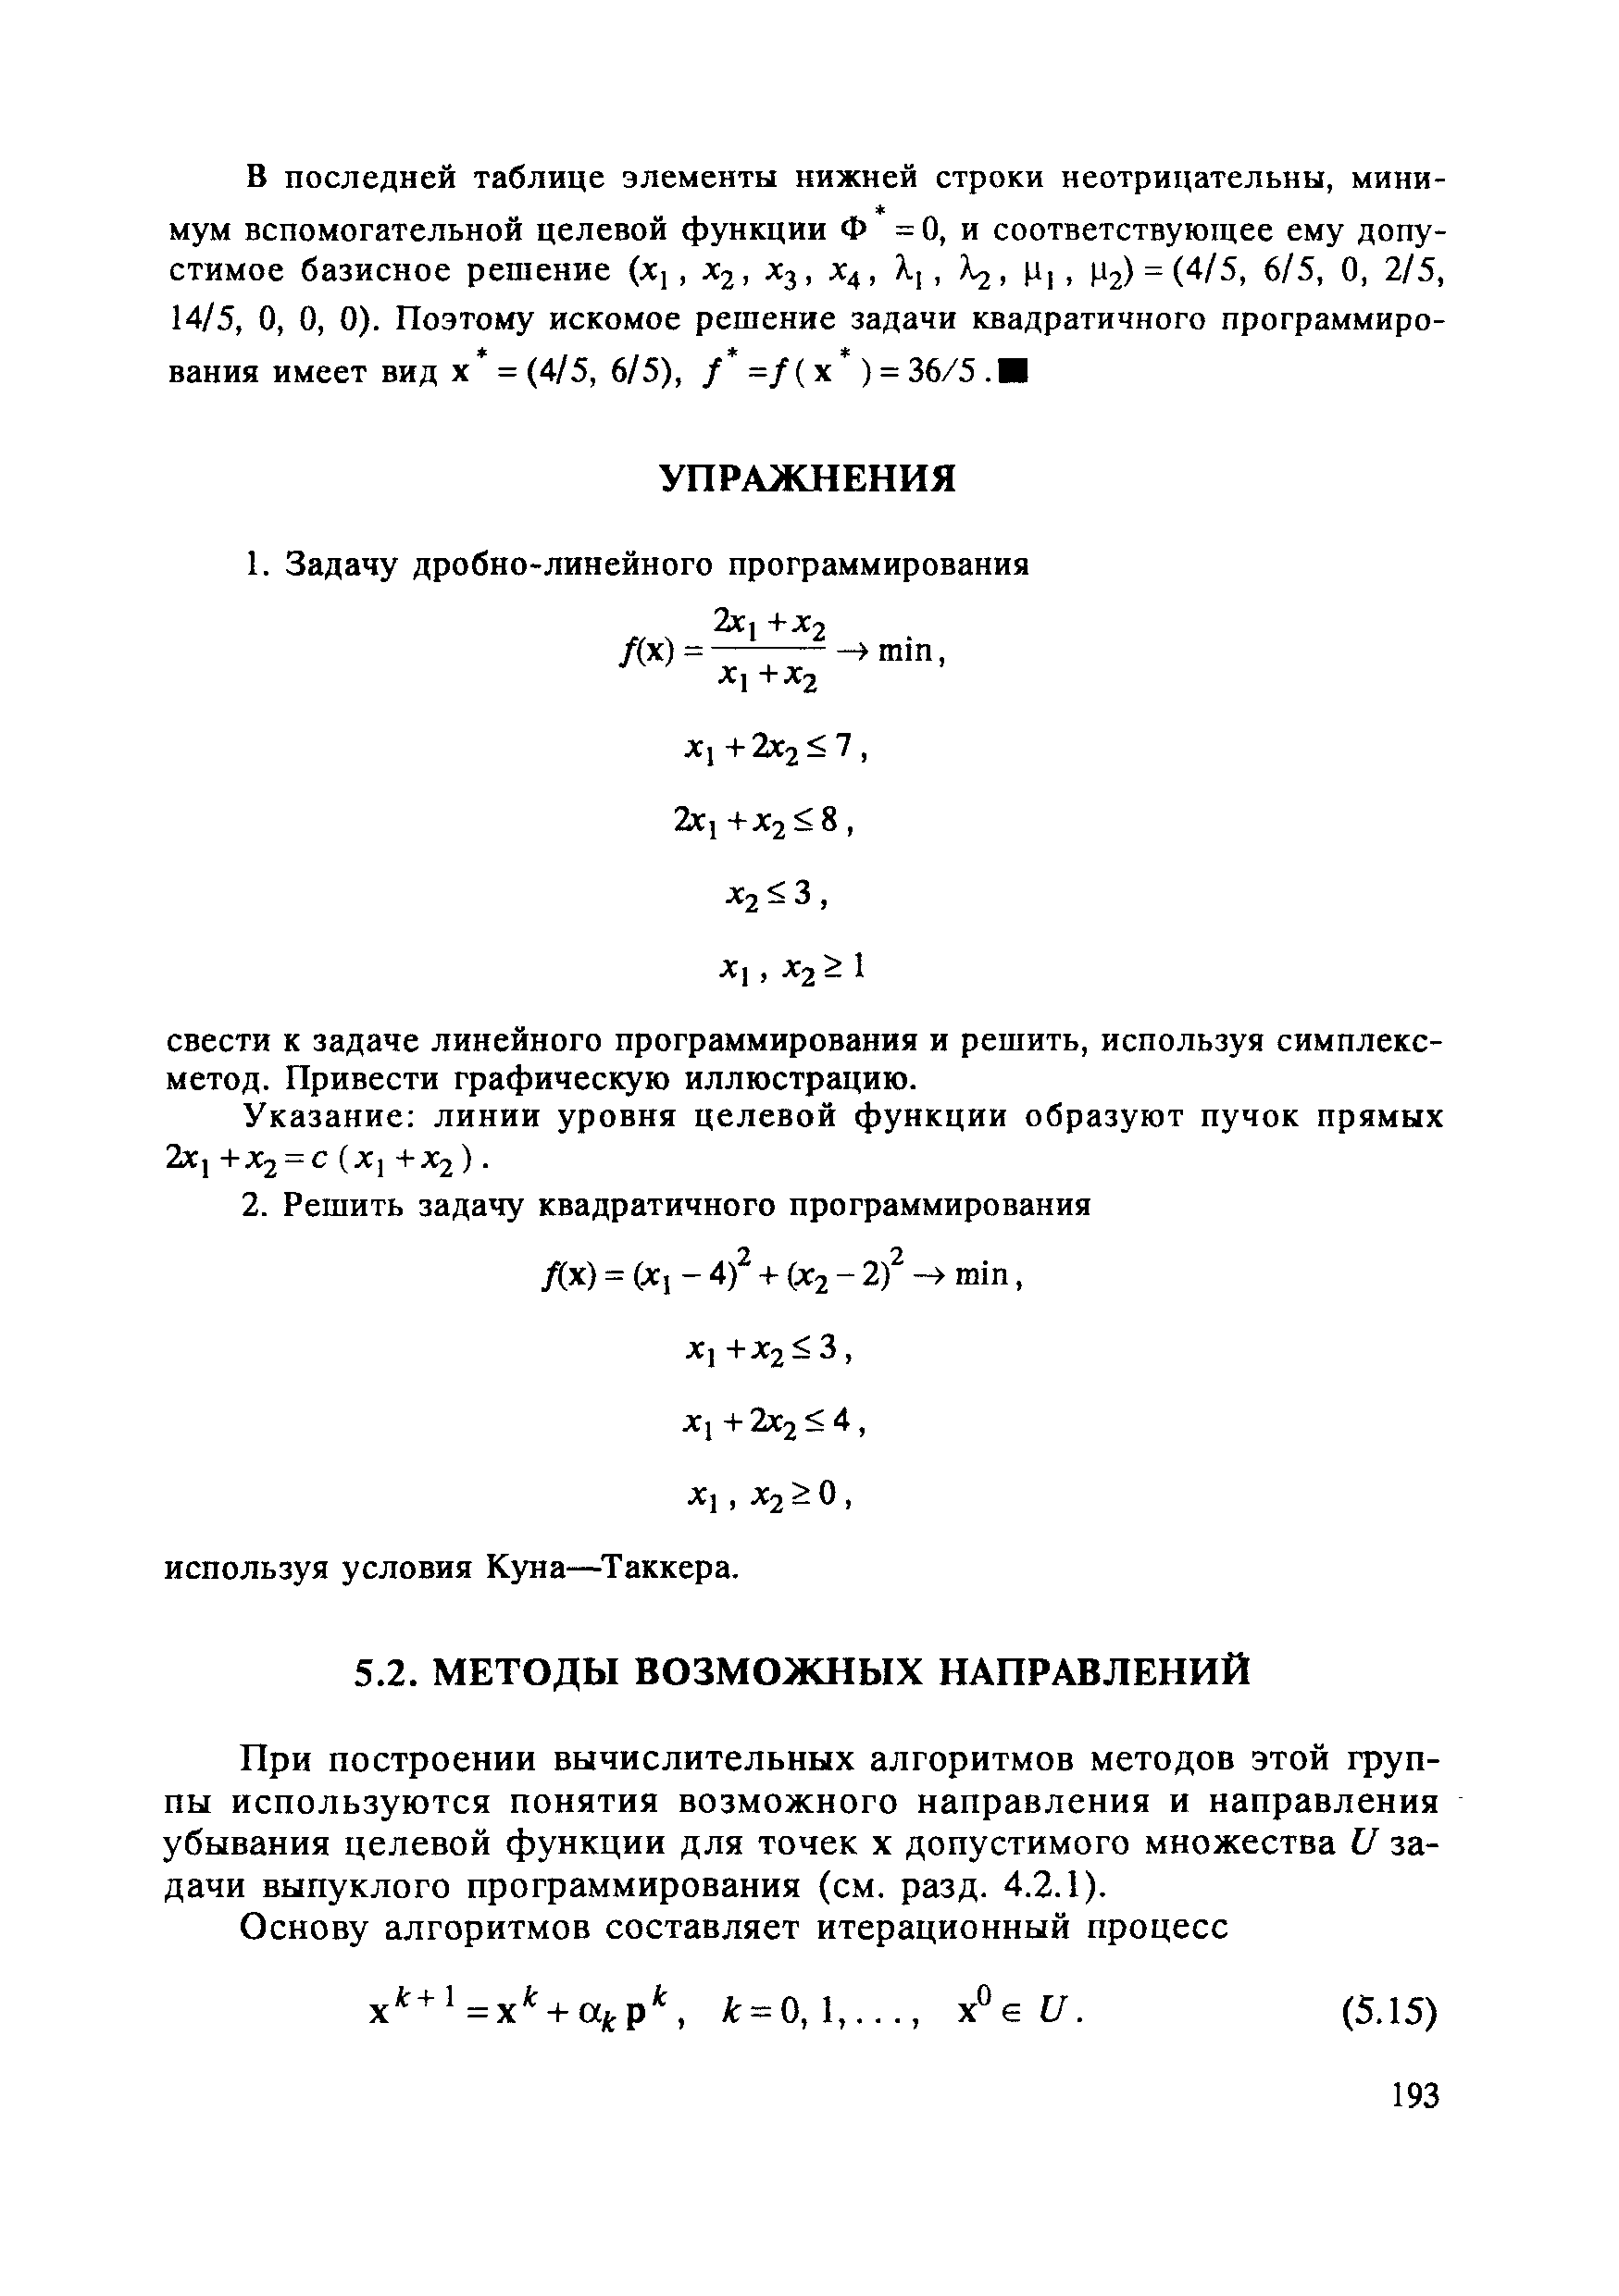 В последней таблице элементы нижней строки неотрицательны, мини-
мум вспомогательной целевой функции Φ* = 0, и соответствующее ему допу-
стимое базисное решение (x₁, x₂, x₃, x₄, λ₁, λ₂, μ₁, μ₂) = (4/5, 6/5, 0, 2/5,
14/5, 0, 0, 0). Поэтому искомое решение задачи квадратичного программиро-
вания имеет вид x* = (4/5, 6/5), f* = f(x*) = 36/5. ■
УПРАЖНЕНИЯ
1. Задачу дробно-линейного программирования
f(x) = (2x₁ + x₂)/(x₁ + x₂) → min,
x₁ + 2x₂ ≤ 7,
2x₁ + x₂ ≤ 8,
x₂ ≤ 3,
x₁, x₂ ≥ 1
свести к задаче линейного программирования и решить, используя симплекс-
метод. Привести графическую иллюстрацию.
Указание: линии уровня целевой функции образуют пучок прямых
2x₁ + x₂ = c (x₁ + x₂).
2. Решить задачу квадратичного программирования
f(x) = (x₁ − 4)² + (x₂ − 2)² → min,
x₁ + x₂ ≤ 3,
x₁ + 2x₂ ≤ 4,
x₁, x₂ ≥ 0,
используя условия Куна—Таккера.
5.2. МЕТОДЫ ВОЗМОЖНЫХ НАПРАВЛЕНИЙ
При построении вычислительных алгоритмов методов этой груп-
пы используются понятия возможного направления и направления
убывания целевой функции для точек x допустимого множества U за-
дачи выпуклого программирования (см. разд. 4.2.1).
Основу алгоритмов составляет итерационный процесс
xᵏ⁺¹ = xᵏ + αₖ pᵏ, k = 0, 1,..., x⁰ ∈ U. (5.15)
193